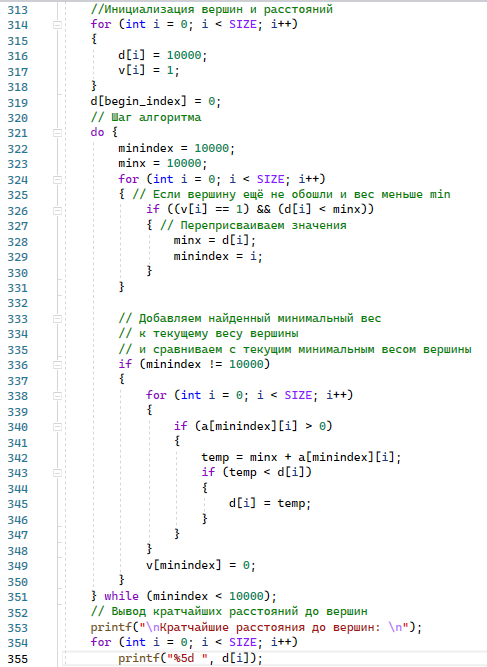 313 //Инициализация вершин и расстояний
314 for (int i = 0; i < SIZE; i++)
315 {
316 d[i] = 10000;
317 v[i] = 1;
318 }
319 d[begin_index] = 0;
320 // Шаг алгоритма
321 do {
322 minindex = 10000;
323 minx = 10000;
324 for (int i = 0; i < SIZE; i++)
325 { // Если вершину ещё не обошли и вес меньше min
326 if ((v[i] == 1) && (d[i] < minx))
327 { // Переприсваиваем значения
328 minx = d[i];
329 minindex = i;
330 }
331 }
332
333 // Добавляем найденный минимальный вес
334 // к текущему весу вершины
335 // и сравниваем с текущим минимальным весом вершины
336 if (minindex != 10000)
337 {
338 for (int i = 0; i < SIZE; i++)
339 {
340 if (a[minindex][i] > 0)
341 {
342 temp = minx + a[minindex][i];
343 if (temp < d[i])
344 {
345 d[i] = temp;
346 }
347 }
348 }
349 v[minindex] = 0;
350 }
351 } while (minindex < 10000);
352 // Вывод кратчайших расстояний до вершин
353 printf("\nКратчайшие расстояния до вершин: \n");
354 for (int i = 0; i < SIZE; i++)
355 printf("%5d ", d[i]);